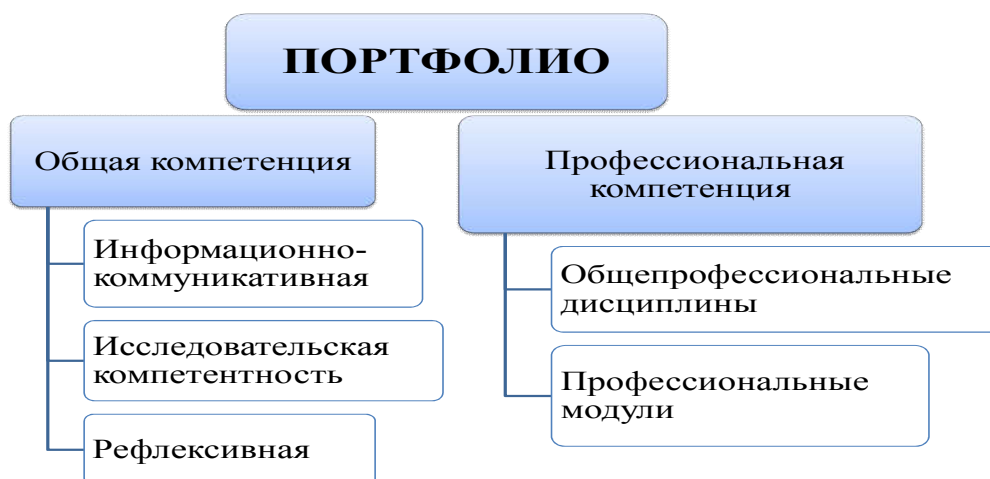 ПОРТФОЛИО
Общая компетенция
Информационно-
коммуникативная
Исследовательская
компетентность
Рефлексивная
Профессиональная
компетенция
Общепрофессиональные
дисциплины
Профессиональные
модули